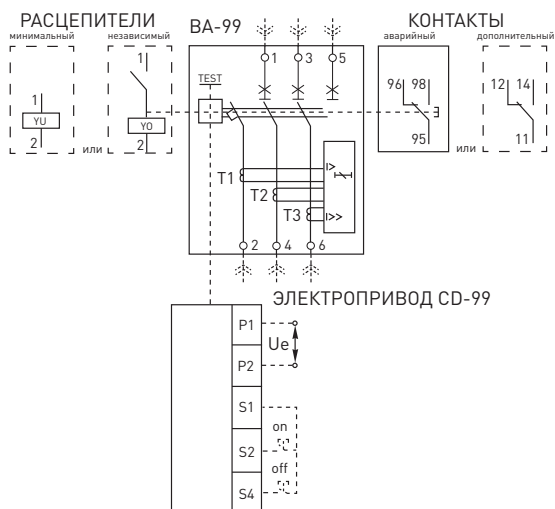 РАСЦЕПИТЕЛИ
минимальный
независимый
ВА-99
КОНТАКТЫ
аварийный
дополнительный
1
YU
2
или
1
YO
2
TEST
1
3
5
T1
T2
T3
I>
I>>
2
4
6
96
98
95
или
12
14
11
ЭЛЕКТРОПРИВОД CD-99
P1
Ue
P2
S1
on
S2
off
S4